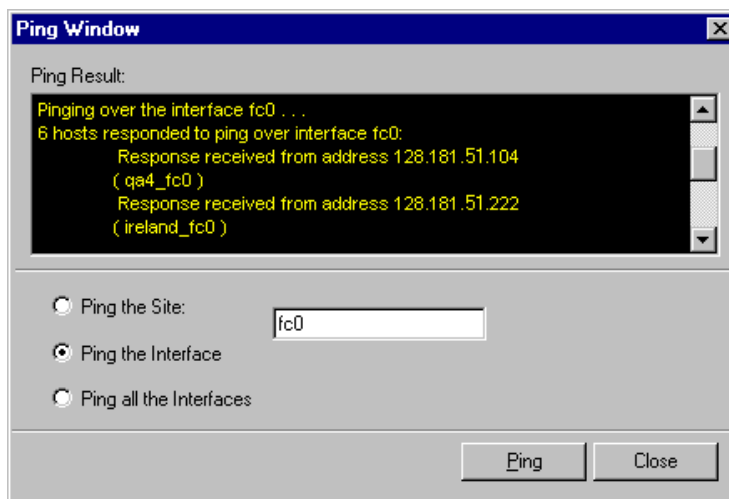 Ping Window
Ping Result:
Pinging over the interface fc0 . . .
6 hosts responded to ping over interface fc0:
Response received from address 128.181.51.104
( qa4_fc0 )
Response received from address 128.181.51.222
( ireland_fc0 )
Ping the Site:
fc0
Ping the Interface
Ping all the Interfaces
Ping
Close